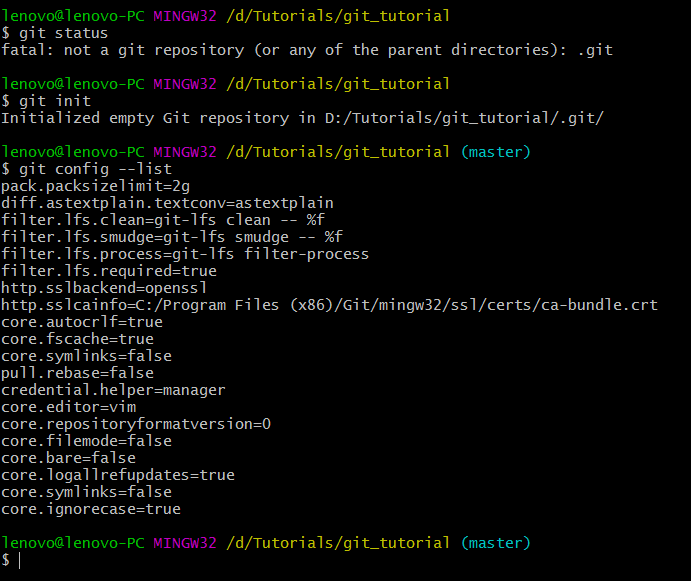 lenovo@lenovo-PC MINGW32 /d/Tutorials/git_tutorial
$ git status
fatal: not a git repository (or any of the parent directories): .git
lenovo@lenovo-PC MINGW32 /d/Tutorials/git_tutorial
$ git init
Initialized empty Git repository in D:/Tutorials/git_tutorial/.git/
lenovo@lenovo-PC MINGW32 /d/Tutorials/git_tutorial (master)
$ git config --list
pack.packsizelimit=2g
diff.astextplain.textconv=astextplain
filter.lfs.clean=git-lfs clean -- %f
filter.lfs.smudge=git-lfs smudge -- %f
filter.lfs.process=git-lfs filter-process
filter.lfs.required=true
http.sslbackend=openssl
http.sslcainfo=C:/Program Files (x86)/Git/mingw32/ssl/certs/ca-bundle.crt
core.autocrlf=true
core.fscache=true
core.symlinks=false
pull.rebase=false
credential.helper=manager
core.editor=vim
core.repositoryformatversion=0
core.filemode=false
core.bare=false
core.logallrefupdates=true
core.symlinks=false
core.ignorecase=true
lenovo@lenovo-PC MINGW32 /d/Tutorials/git_tutorial (master)
$